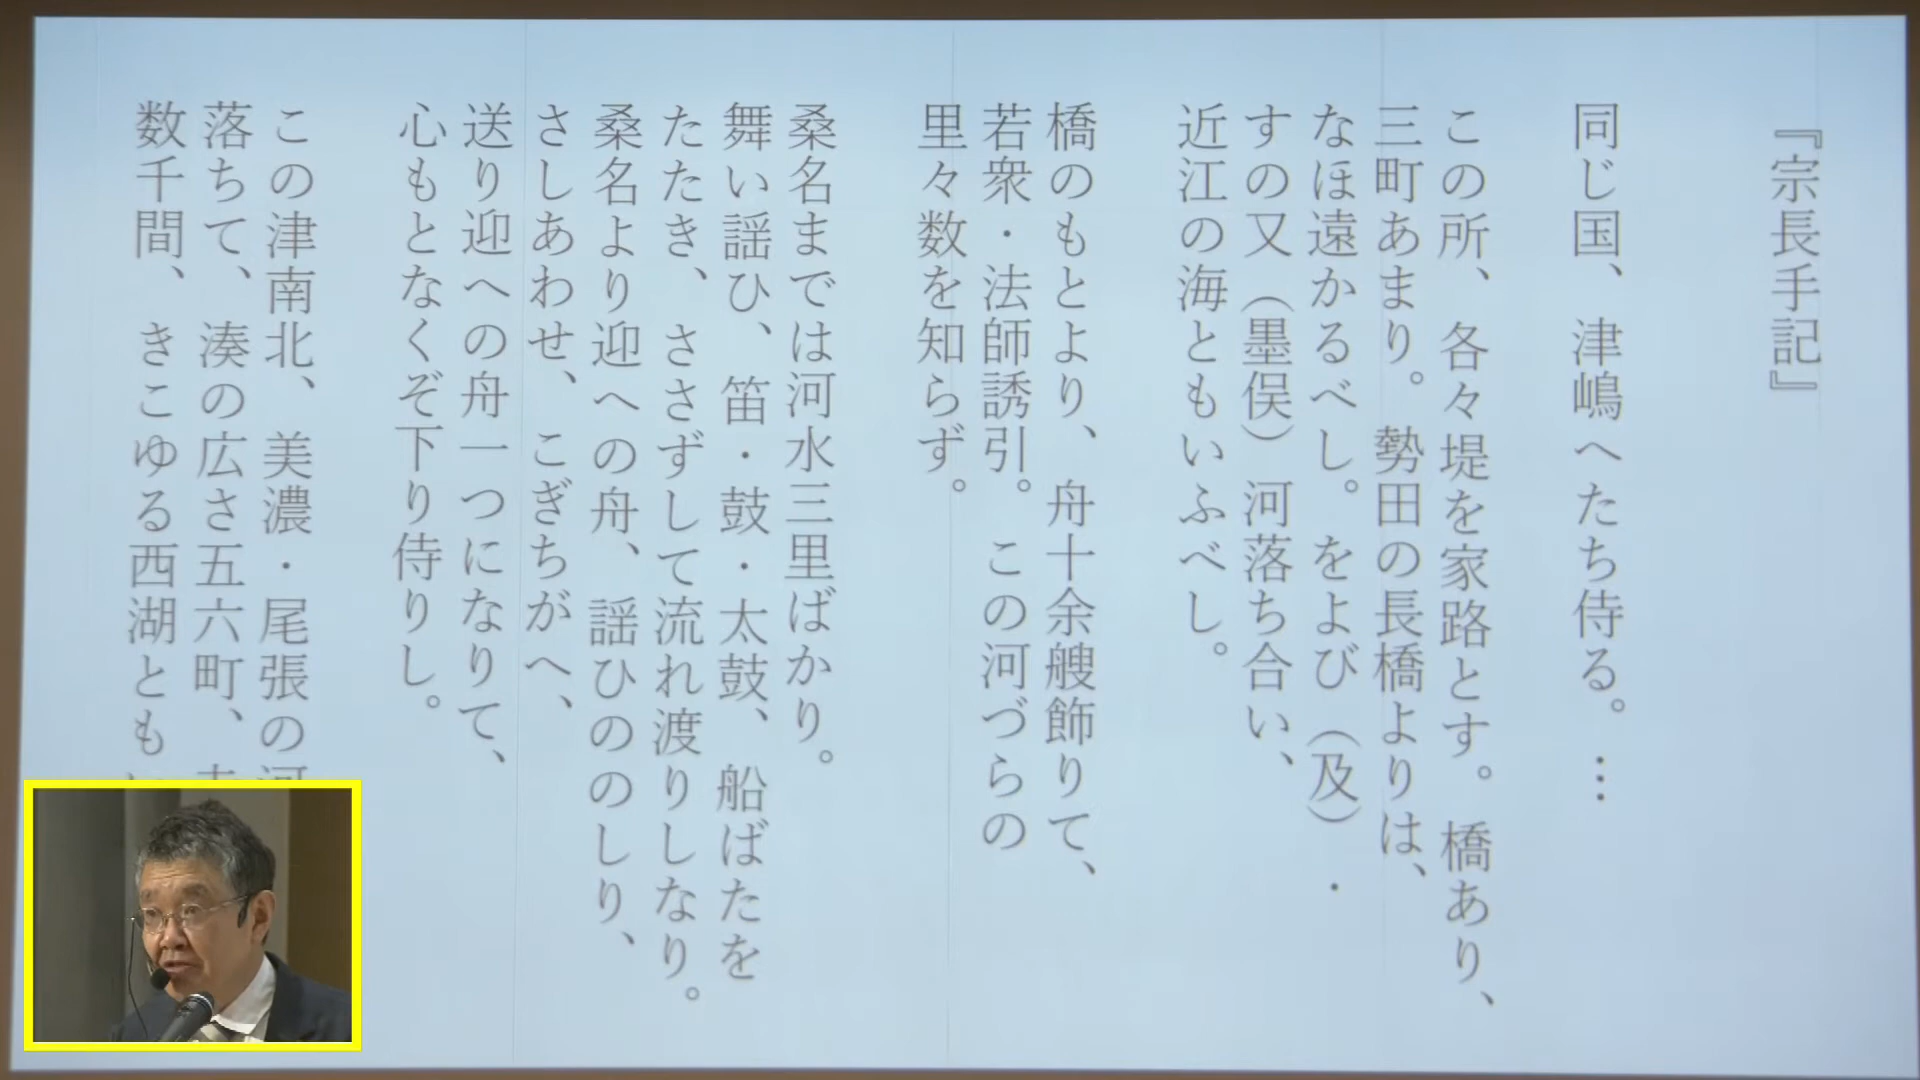 『宗長手記』
同じ国、津嶋へたち侍る。…
この所、各々堤を家路とす。橋あり、
三町あまり。勢田の長橋よりは、
なほ遠かるべし。をよび（及）・
すの又（墨俣）河落ち合い、
近江の海ともいふべし。
橋のもとより、舟十余艘飾りて、
若衆・法師誘引。この河づらの
里々数を知らず。
桑名までは河水三里ばかり。
舞い謡ひ、笛・鼓・太鼓、船ばたを
たたき、ささずして流れ渡りしなり。
桑名より迎への舟、謡ひののしり、
さしあわせ、こぎちがへ、
送り迎への舟一つになりて、
心もとなくぞ下り侍りし。
この津南北、美濃・尾張の河
落ちて、湊の広さ五六町、
数千間、きこゆる西湖とも